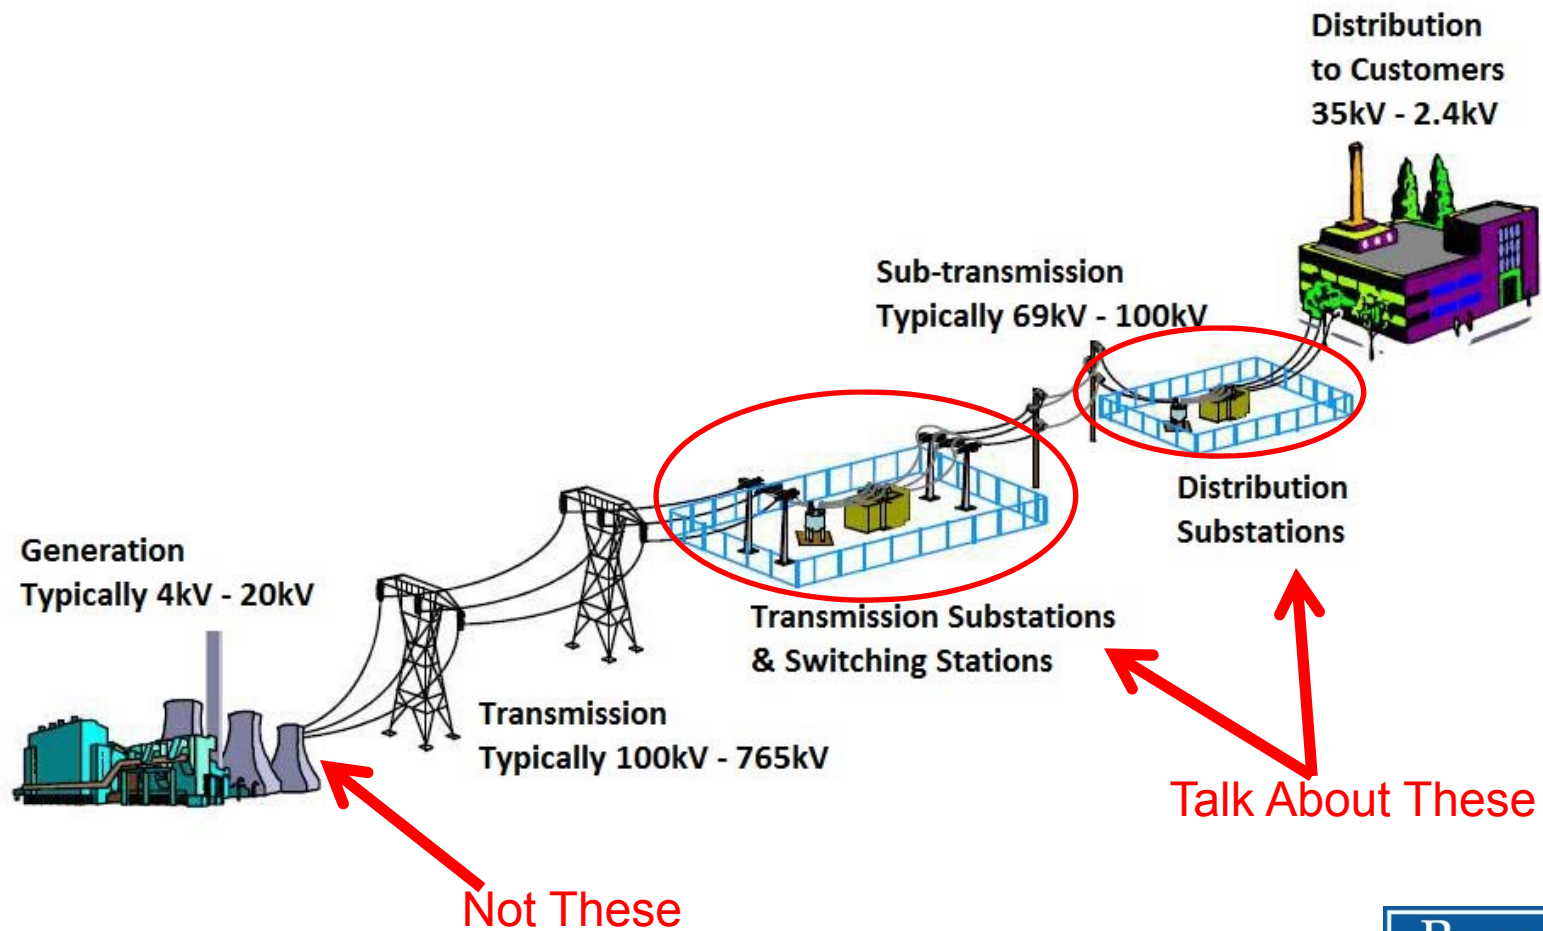 Distribution
to Customers
35kV - 2.4kV
Sub-transmission
Typically 69kV - 100kV
Distribution
Substations
Generation
Typically 4kV - 20kV
Transmission Substations
& Switching Stations
Transmission
Typically 100kV - 765kV
Talk About These
Not These